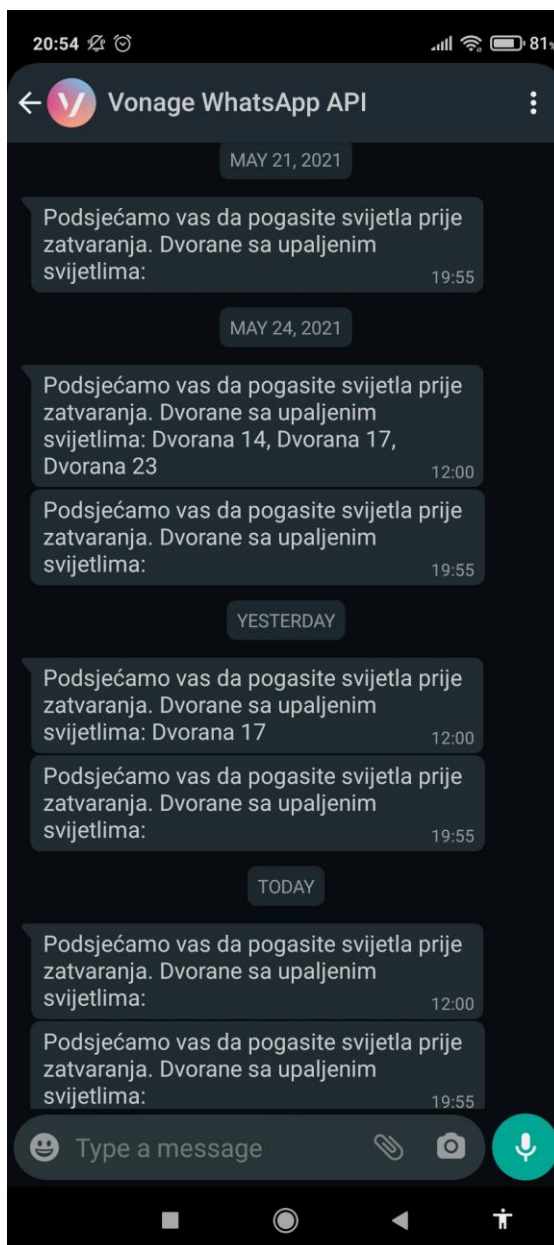 20:54
81
Vonage WhatsApp API
MAY 21, 2021
Podsjećamo vas da pogasite svijetla prije
zatvaranja. Dvorane sa upaljenim
svijetlima:
19:55
MAY 24, 2021
Podsjećamo vas da pogasite svijetla prije
zatvaranja. Dvorane sa upaljenim
svijetlima: Dvorana 14, Dvorana 17,
Dvorana 23
12:00
Podsjećamo vas da pogasite svijetla prije
zatvaranja. Dvorane sa upaljenim
svijetlima:
19:55
YESTERDAY
Podsjećamo vas da pogasite svijetla prije
zatvaranja. Dvorane sa upaljenim
svijetlima: Dvorana 17
12:00
Podsjećamo vas da pogasite svijetla prije
zatvaranja. Dvorane sa upaljenim
svijetlima:
19:55
TODAY
Podsjećamo vas da pogasite svijetla prije
zatvaranja. Dvorane sa upaljenim
svijetlima:
12:00
Podsjećamo vas da pogasite svijetla prije
zatvaranja. Dvorane sa upaljenim
svijetlima:
19:55
Type a message